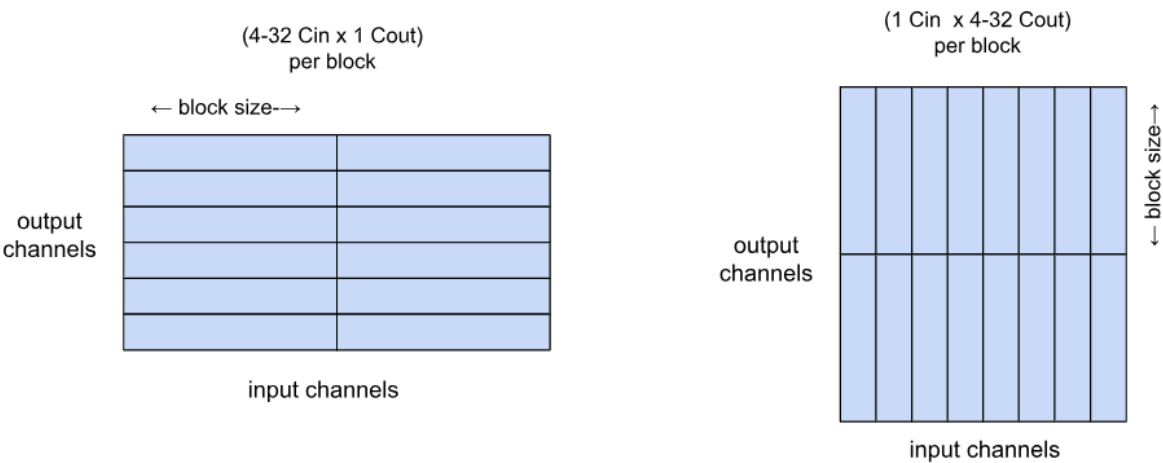 (4-32 Cin x 1 Cout)
per block
← block size-→
output
channels
input channels
(1 Cin  x 4-32 Cout)
per block
← block size→
output
channels
input channels